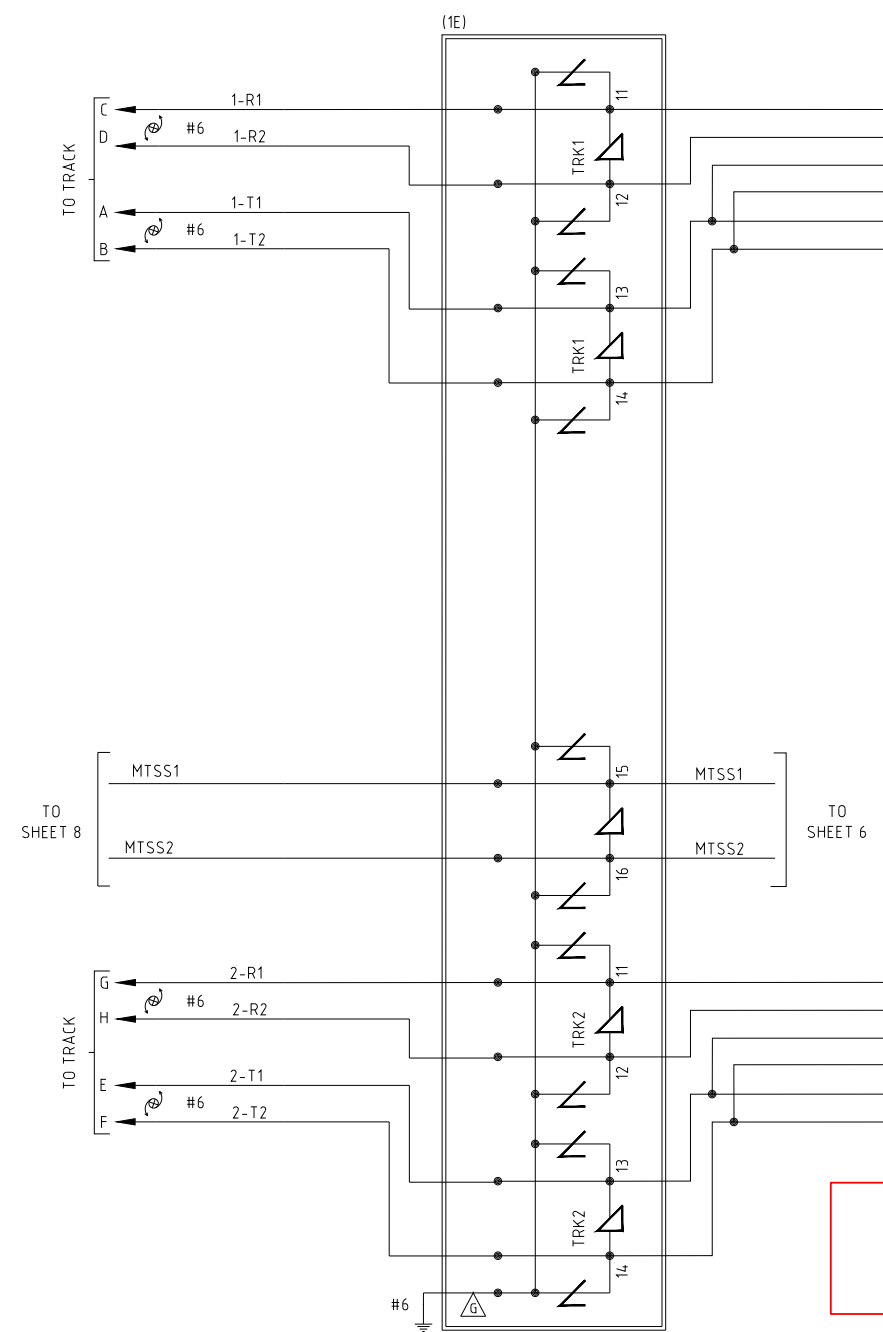 (1E)
C
1-R1
11
#6
D
1-R2
TRK1
TO TRACK
12
A
1-T1
#6
B
1-T2
13
TRK1
14
MTSS1
15
MTSS1
TO
SHEET 8
TO
SHEET 6
MTSS2
MTSS2
16
G
2-R1
11
#6
H
2-R2
TRK2
TO TRACK
12
E
2-T1
#6
F
2-T2
13
TRK2
14
#6
G